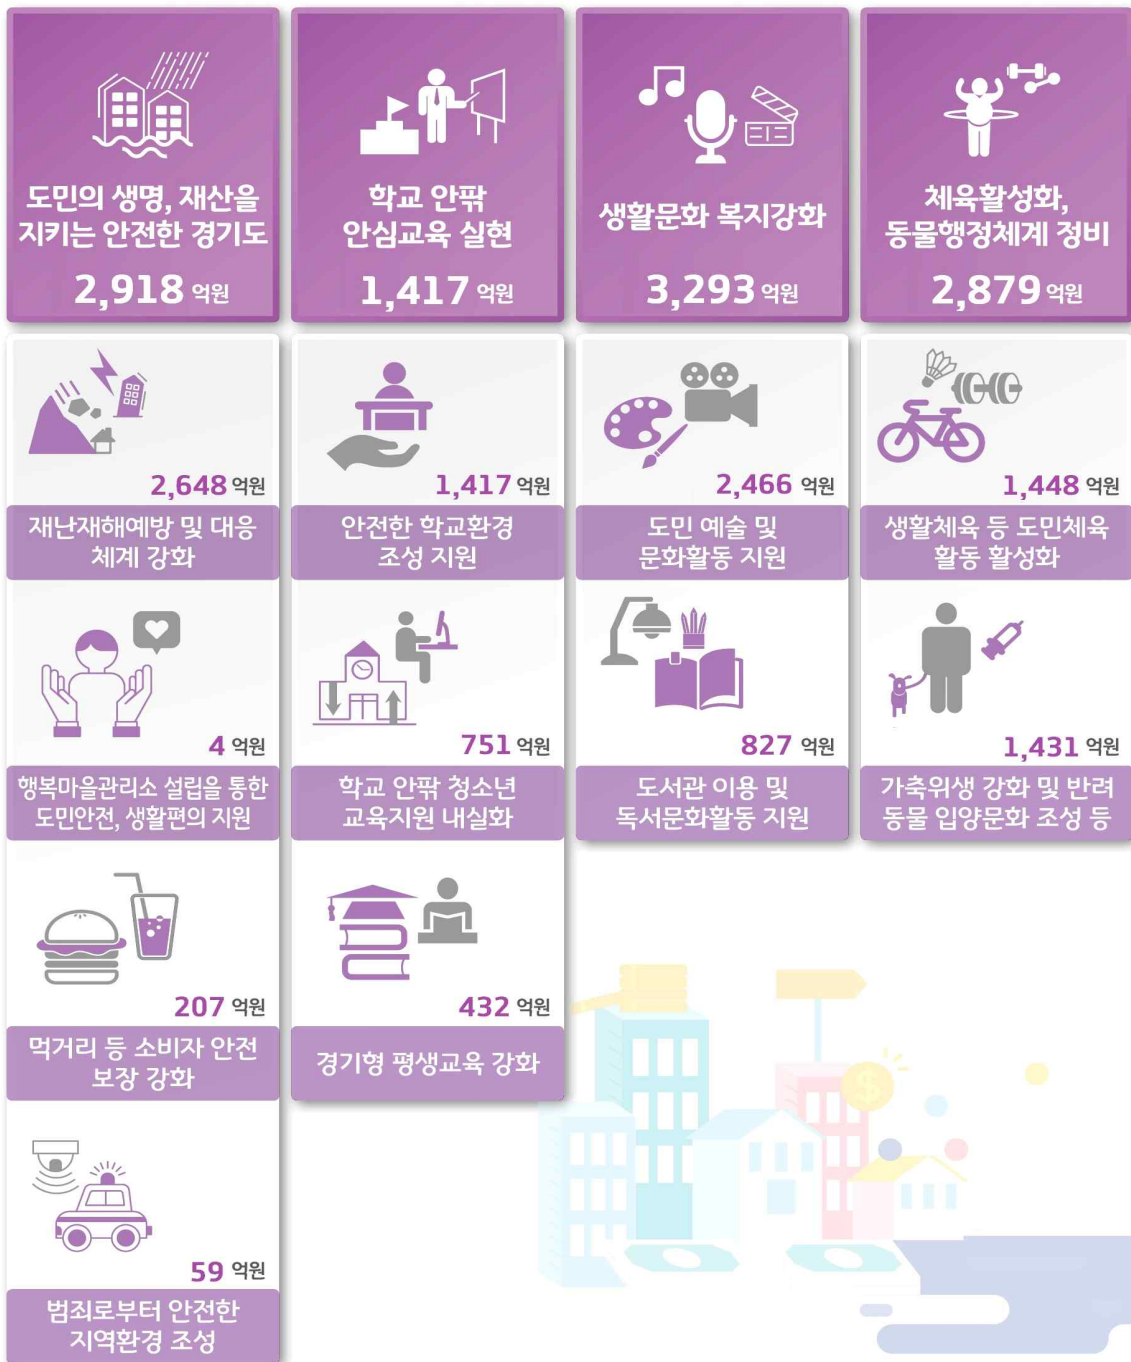 도민의 생명, 재산을
지키는 안전한 경기도
2,918 억원
학교 안팎
안심교육 실현
1,417 억원
생활문화 복지강화
3,293 억원
체육활성화,
동물행정체계 정비
2,879 억원
2,648 억원
재난재해예방 및 대응
체계 강화
4 억원
행복마을관리소 설립을 통한
도민안전, 생활편의 지원
207 억원
먹거리 등 소비자 안전
보장 강화
59 억원
범죄로부터 안전한
지역환경 조성
1,417 억원
안전한 학교환경
조성 지원
751 억원
학교 안팎 청소년
교육지원 내실화
432 억원
경기형 평생교육 강화
2,466 억원
도민 예술 및
문화활동 지원
827 억원
도서관 이용 및
독서문화활동 지원
1,448 억원
생활체육 등 도민체육
활동 활성화
1,431 억원
가축위생 강화 및 반려
동물 입양문화 조성 등
$